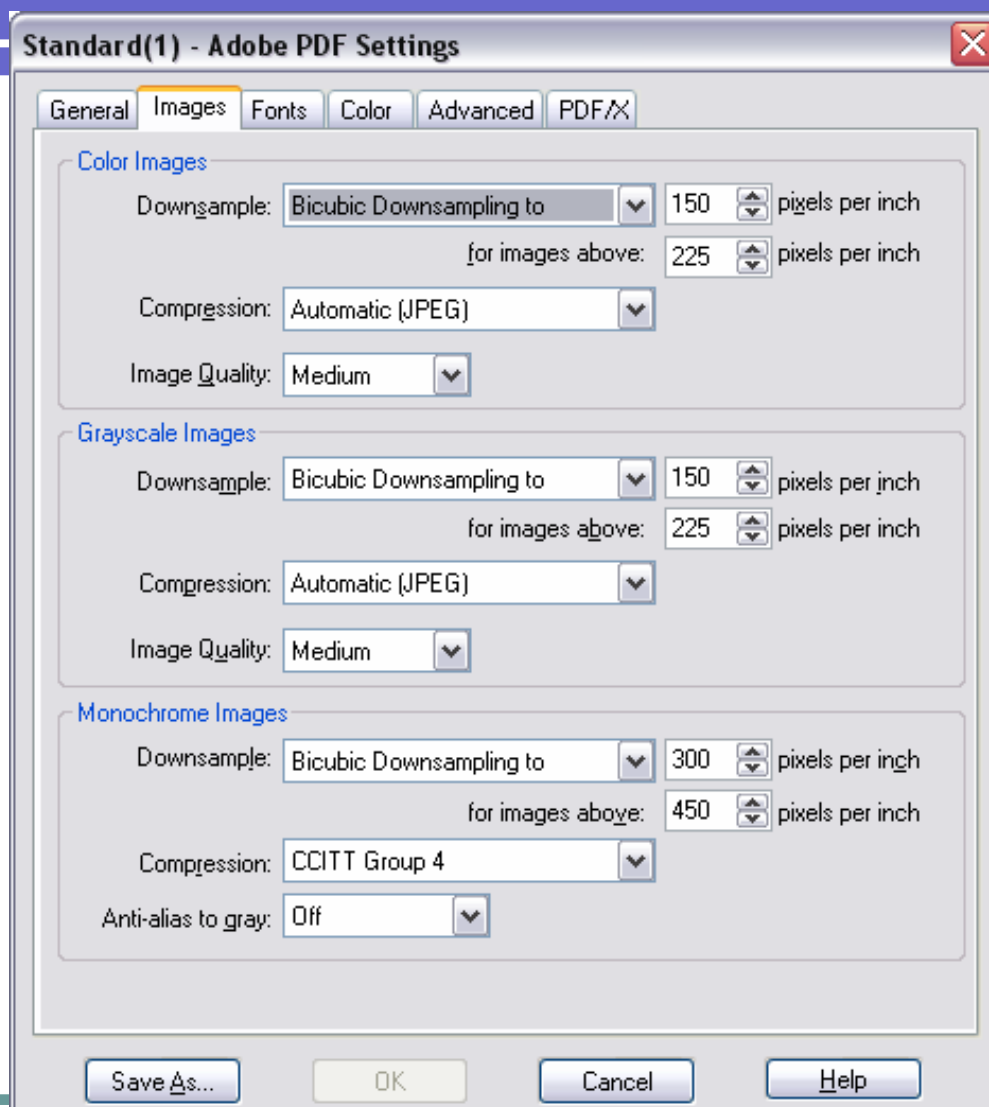 Standard(1) - Adobe PDF Settings
General Images Fonts Color Advanced PDF/X
Color Images
Downsample: Bicubic Downsampling to 150 pixels per inch
for images above: 225 pixels per inch
Compression: Automatic (JPEG)
Image Quality: Medium
Grayscale Images
Downsample: Bicubic Downsampling to 150 pixels per inch
for images above: 225 pixels per inch
Compression: Automatic (JPEG)
Image Quality: Medium
Monochrome Images
Downsample: Bicubic Downsampling to 300 pixels per inch
for images above: 450 pixels per inch
Compression: CCITT Group 4
Anti-alias to gray: Off
Save As... OK Cancel Help